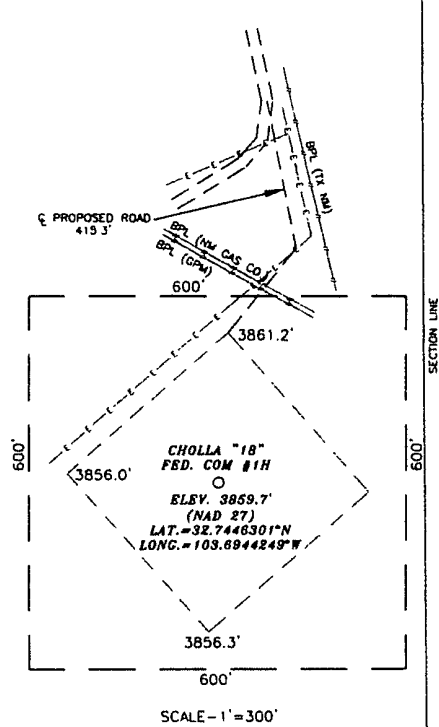 BPL (TX NM)
℄ PROPOSED ROAD
419.3'
BPL (NM GAS CO.)
BPL (GPM)
600'
SECTION LINE
3861.2'
600'
600'
3856.0'
CHOLLA "18"
FED. COM #1H
ELEV. 3859.7'
(NAD 27)
LAT.=32.7446301°N
LONG.=103.6944249°W
3856.3'
600'
SCALE-1'=300'